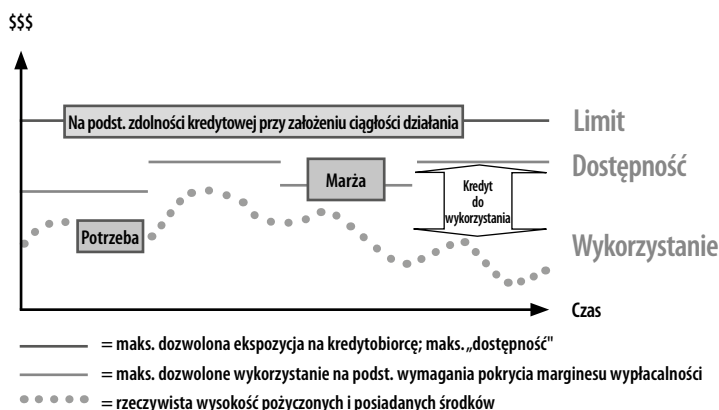 $$$
Na podst. zdolności kredytowej przy założeniu ciągłości działania
Limit
Dostępność
Marża
Kredyt
do
wykorzystania
Potrzeba
Wykorzystanie
Czas
= maks. dozwolona ekspozycja na kredytobiorcę; maks. „dostępność"
= maks. dozwolone wykorzystanie na podst. wymagania pokrycia marginesu wypłacalności
= rzeczywista wysokość pożyczonych i posiadanych środków